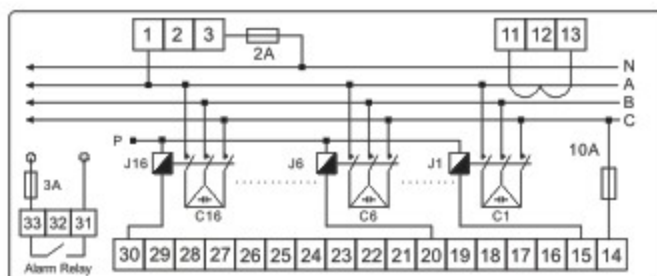 1 2 3
2A
11 12 13
N
A
B
C
P
J16
J6
J1
10A
3A
C16
C6
C1
33 32 31
Alarm Relay
30 29 28 27 26 25 24 23 22 21 20 19 18 17 16 15 14